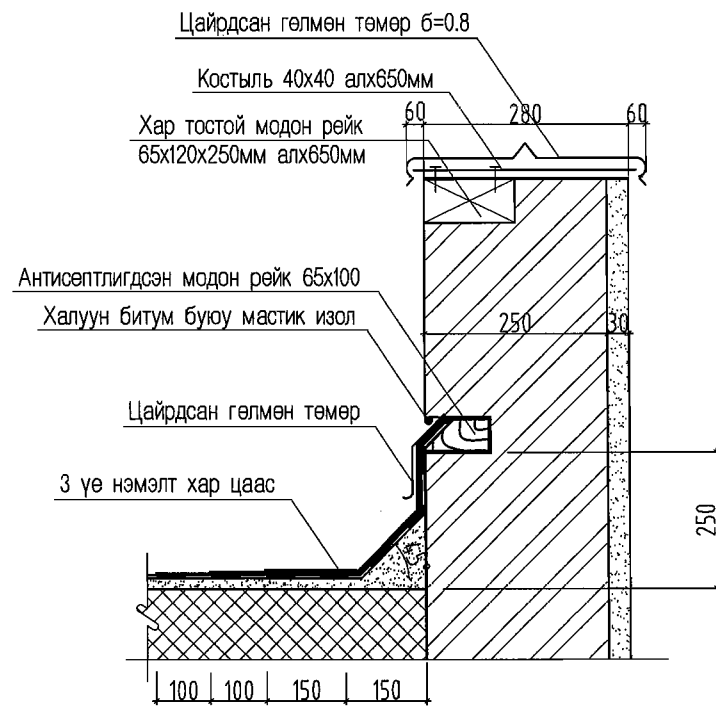 Цайрдсан гөлмөн төмөр б=0.8
Костыль 40х40 алх650мм
60 280 60
Хар тостой модон рейк
65х120х250мм алх650мм
Антисептлигдсэн модон рейк 65х100
Халуун битум буюу мастик изол
250 30
Цайрдсан гөлмөн төмөр
3 үе нэмэлт хар цаас
250
100 100 150 150